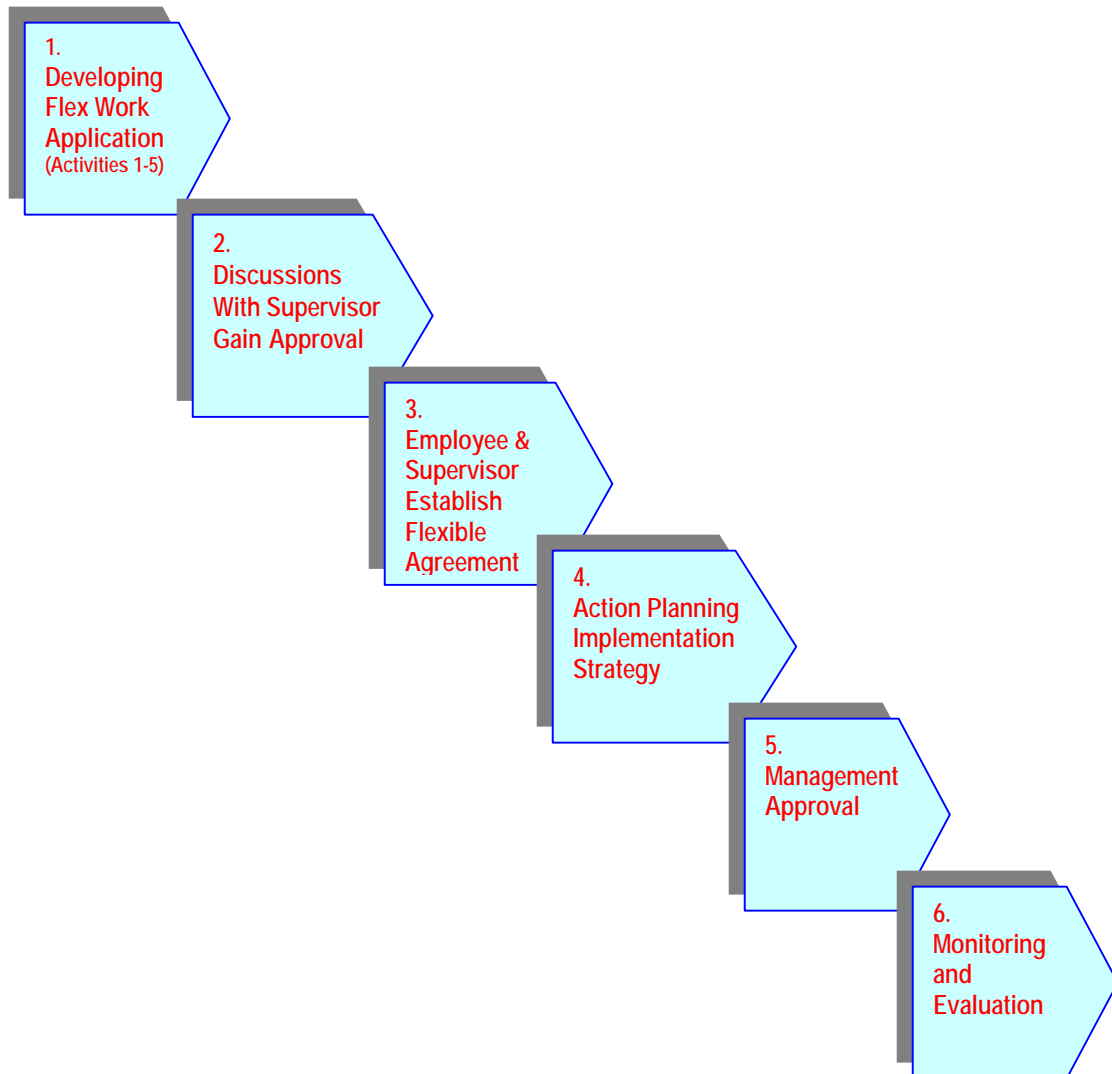 1.
Developing
Flex Work
Application
(Activities 1-5)
2.
Discussions
With Supervisor
Gain Approval
3.
Employee &
Supervisor
Establish
Flexible
Agreement
4.
Action Planning
Implementation
Strategy
5.
Management
Approval
6.
Monitoring
and
Evaluation